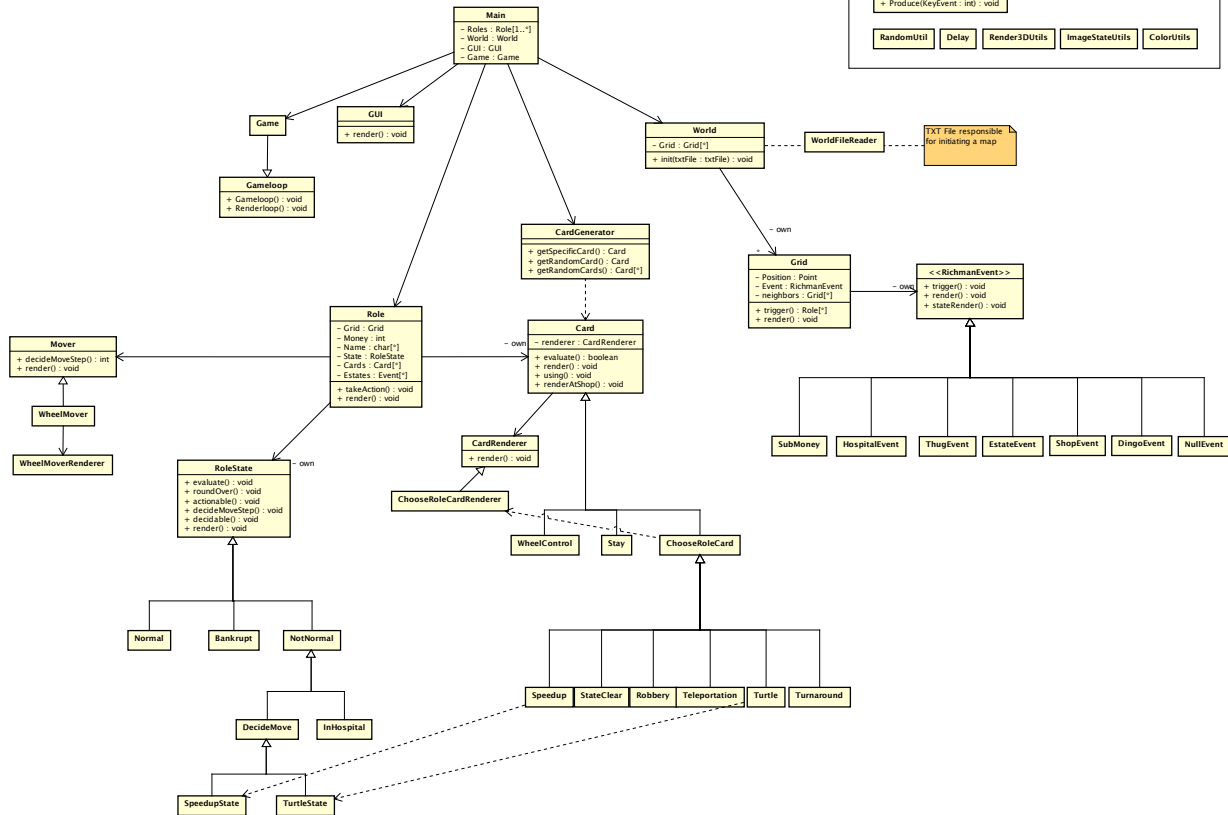 Main
– Roles : Role[1..*]
– World : World
– GUI : GUI
– Game : Game
+ Produce(KeyEvent : int) : void
RandomUtil
Delay
Render3DUtils
ImageStateUtils
ColorUtils
Game
GUI
+ render() : void
Gameloop
+ Gameloop() : void
+ Renderloop() : void
World
– Grid : Grid[*]
+ init(txtFile : txtFile) : void
WorldFileReader
TXT File responsible
for initiating a map
CardGenerator
+ getSpecificCard() : Card
+ getRandomCard() : Card
+ getRandomCards() : Card[*]
– own
*
Grid
– Position : Point
– Event : RichmanEvent
– neighbors : Grid[*]
+ trigger() : Role[*]
+ render() : void
– own
<<RichmanEvent>>
+ trigger() : void
+ render() : void
+ stateRender() : void
Mover
+ decideMoveStep() : int
+ render() : void
WheelMover
WheelMoverRenderer
Role
– Grid : Grid
– Money : int
– Name : char[*]
– State : RoleState
– Cards : Card[*]
– Estates : Event[*]
+ takeAction() : void
+ render() : void
– own
Card
– renderer : CardRenderer
+ evaluate() : boolean
+ render() : void
+ using() : void
+ renderAtShop() : void
SubMoney
HospitalEvent
ThugEvent
EstateEvent
ShopEvent
DingoEvent
NullEvent
CardRenderer
+ render() : void
ChooseRoleCardRenderer
– own
RoleState
+ evaluate() : void
+ roundOver() : void
+ actionable() : void
+ decideMoveStep() : void
+ decidable() : void
+ render() : void
WheelControl
Stay
ChooseRoleCard
Normal
Bankrupt
NotNormal
Speedup
StateClear
Robbery
Teleportation
Turtle
Turnaround
DecideMove
InHospital
SpeedupState
TurtleState